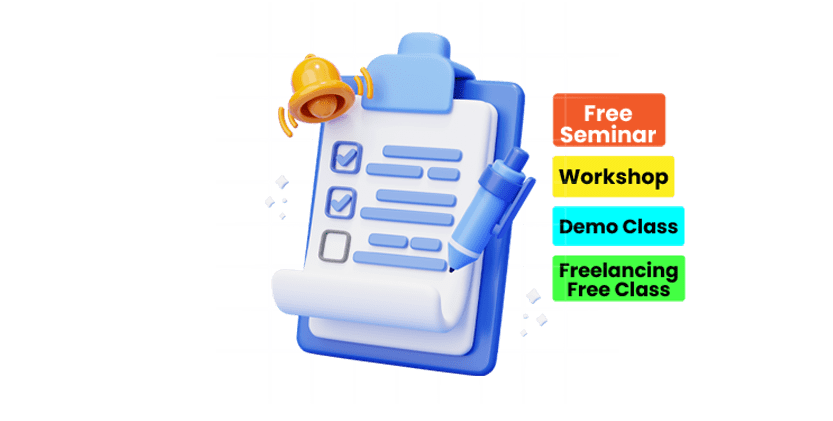 Free
Seminar
Workshop
Demo Class
Freelancing
Free Class